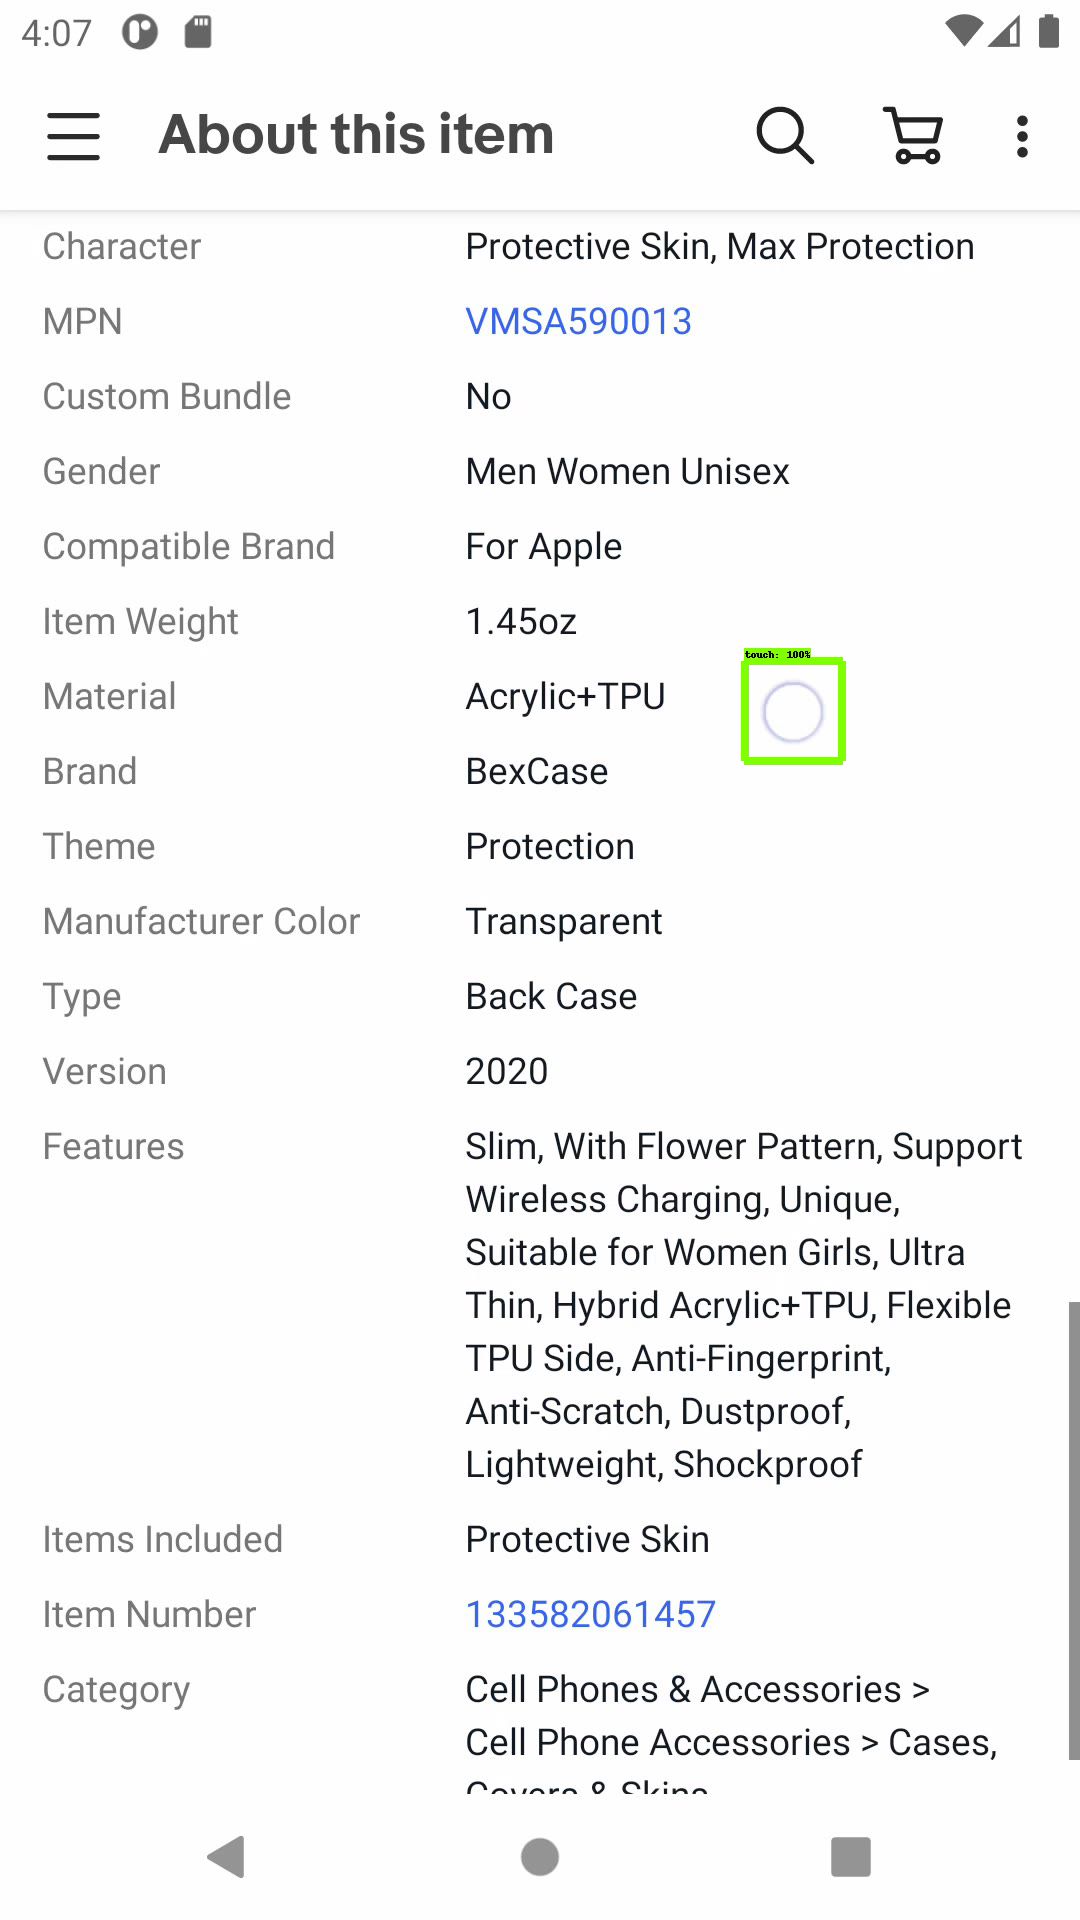 4:07
About this item
Character Protective Skin, Max Protection
MPN VMSA590013
Custom Bundle No
Gender Men Women Unisex
Compatible Brand For Apple
Item Weight 1.45oz
touch: 100%
Material Acrylic+TPU
Brand BexCase
Theme Protection
Manufacturer Color Transparent
Type Back Case
Version 2020
Features Slim, With Flower Pattern, Support
Wireless Charging, Unique,
Suitable for Women Girls, Ultra
Thin, Hybrid Acrylic+TPU, Flexible
TPU Side, Anti-Fingerprint,
Anti-Scratch, Dustproof,
Lightweight, Shockproof
Items Included Protective Skin
Item Number 133582061457
Category Cell Phones & Accessories >
Cell Phone Accessories > Cases,
Covers & Skins